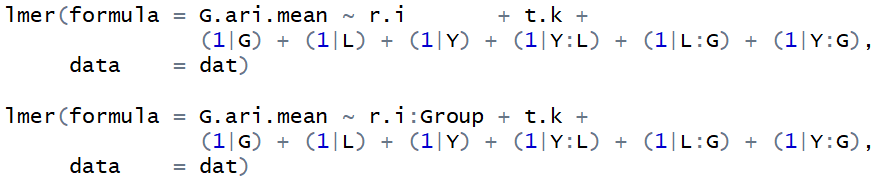 lmer(formula = G.ari.mean ~ r.i       + t.k +
               (1|G) + (1|L) + (1|Y) + (1|Y:L) + (1|L:G) + (1|Y:G),
     data    = dat)
lmer(formula = G.ari.mean ~ r.i:Group + t.k +
               (1|G) + (1|L) + (1|Y) + (1|Y:L) + (1|L:G) + (1|Y:G),
     data    = dat)